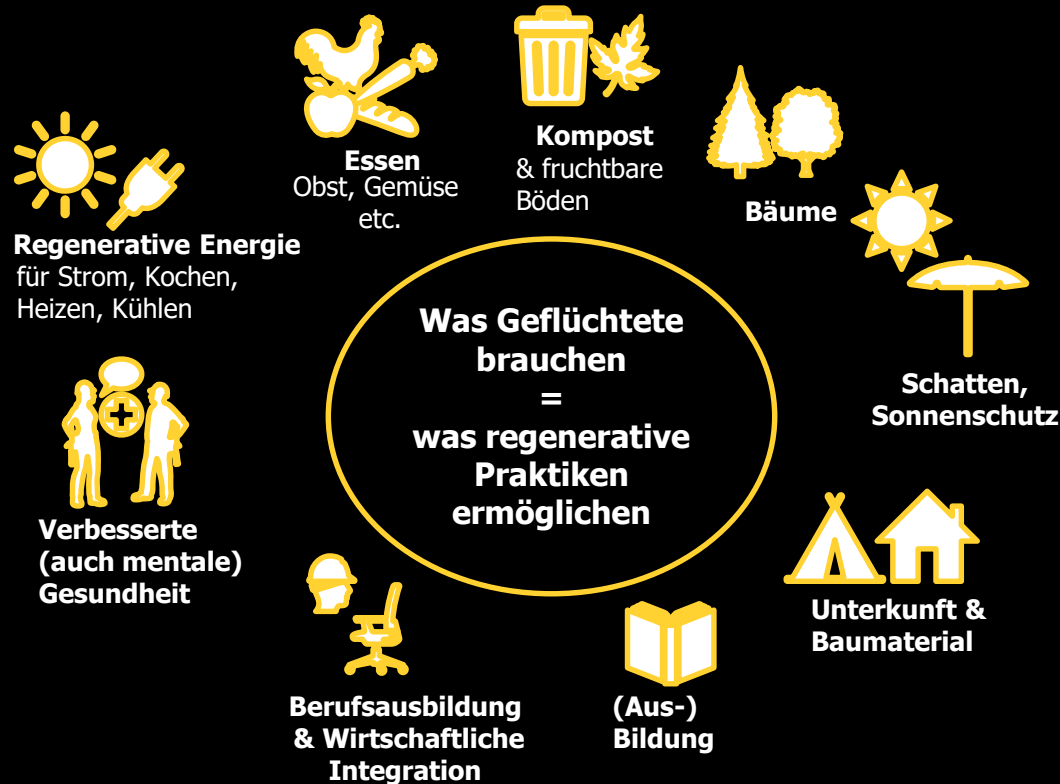 Essen
Obst, Gemüse
etc.
Kompost
& fruchtbare
Böden
Bäume
Regenerative Energie
für Strom, Kochen,
Heizen, Kühlen
Was Geflüchtete
brauchen
=
was regenerative
Praktiken
ermöglichen
Schatten,
Sonnenschutz
Verbesserte
(auch mentale)
Gesundheit
Unterkunft &
Baumaterial
Berufsausbildung
& Wirtschaftliche
Integration
(Aus-)
Bildung